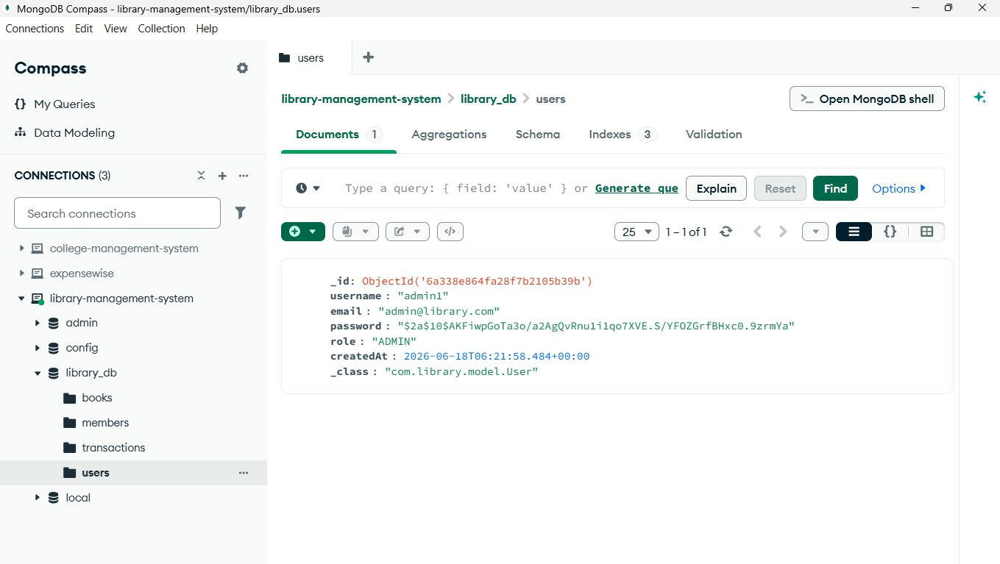 MongoDB Compass - library-management-system/library_db.users
Connections Edit View Collection Help
Compass
{} My Queries
Data Modeling
CONNECTIONS (3)
Search connections
college-management-system
expensewise
library-management-system
admin
config
library_db
books
members
transactions
users
local
users
library-management-system > library_db > users
>_ Open MongoDB shell
Documents 1 Aggregations Schema Indexes 3 Validation
Type a query: { field: 'value' } or Generate que Explain Reset Find Options
25 1 – 1 of 1 {}
_id: ObjectId('6a338e864fa28f7b2105b39b')
username : "admin1"
email : "admin@library.com"
password : "$2a$10$AKFiwpGoTa3o/a2AgQvRnu1i1qo7XVE.S/YFOZGrfBHxc0.9zrmYa"
role : "ADMIN"
createdAt : 2026-06-18T06:21:58.484+00:00
_class : "com.library.model.User"